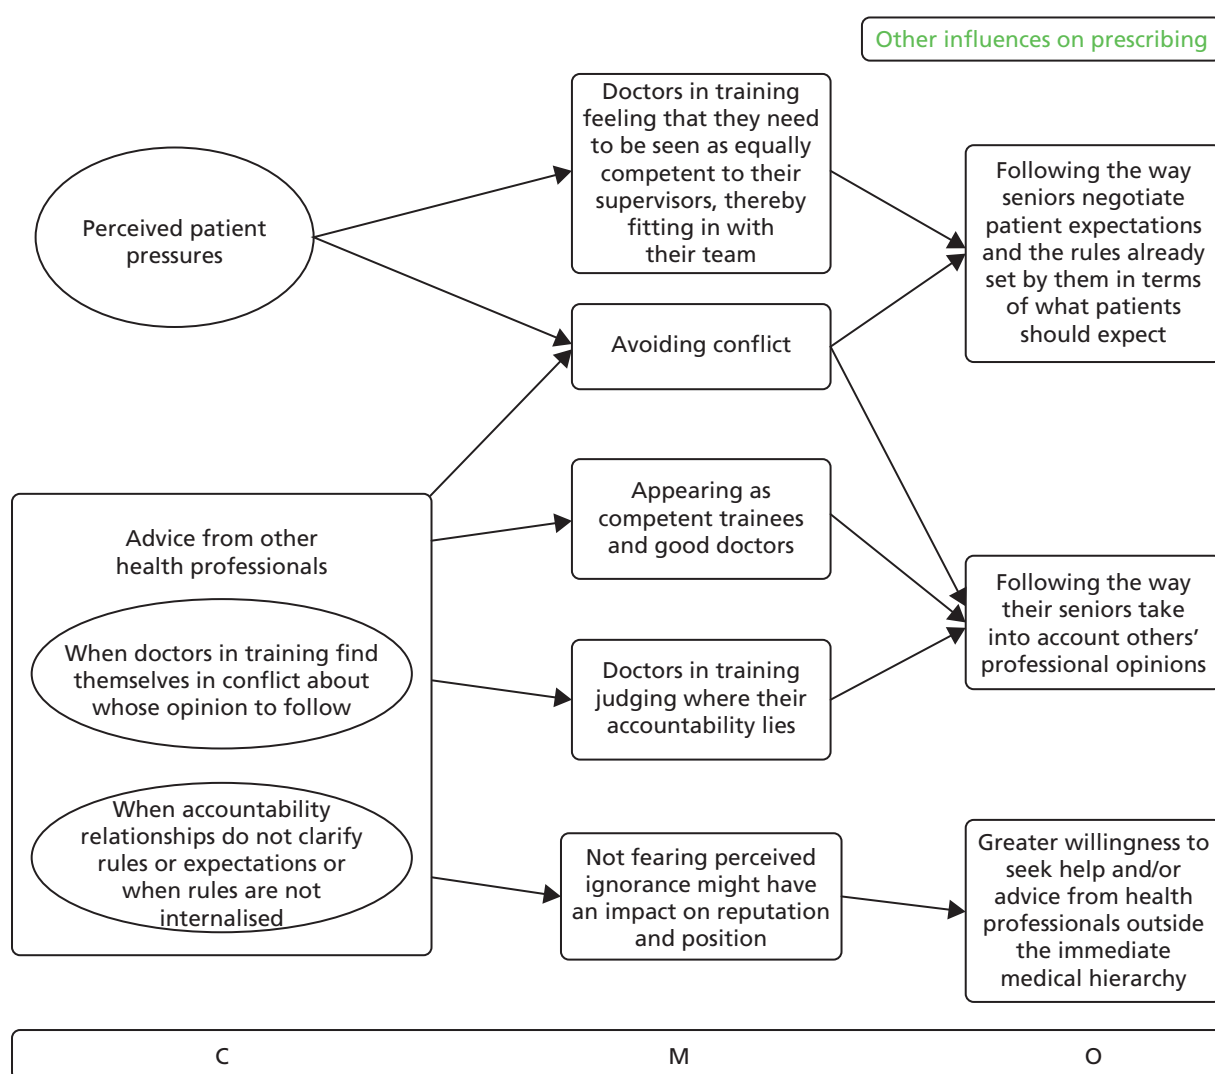 Other influences on prescribing
Perceived patient
pressures
Doctors in training
feeling that they need
to be seen as equally
competent to their
supervisors, thereby
fitting in with
their team
Following the way
seniors negotiate
patient expectations
and the rules already
set by them in terms
of what patients
should expect
Avoiding conflict
Advice from other
health professionals
When doctors in training find
themselves in conflict about
whose opinion to follow
When accountability
relationships do not clarify
rules or expectations or
when rules are not
internalised
Appearing as
competent trainees
and good doctors
Doctors in training
judging where their
accountability lies
Following the way
their seniors take
into account others’
professional opinions
Not fearing perceived
ignorance might have
an impact on reputation
and position
Greater willingness to
seek help and/or
advice from health
professionals outside
the immediate
medical hierarchy
C
M
O